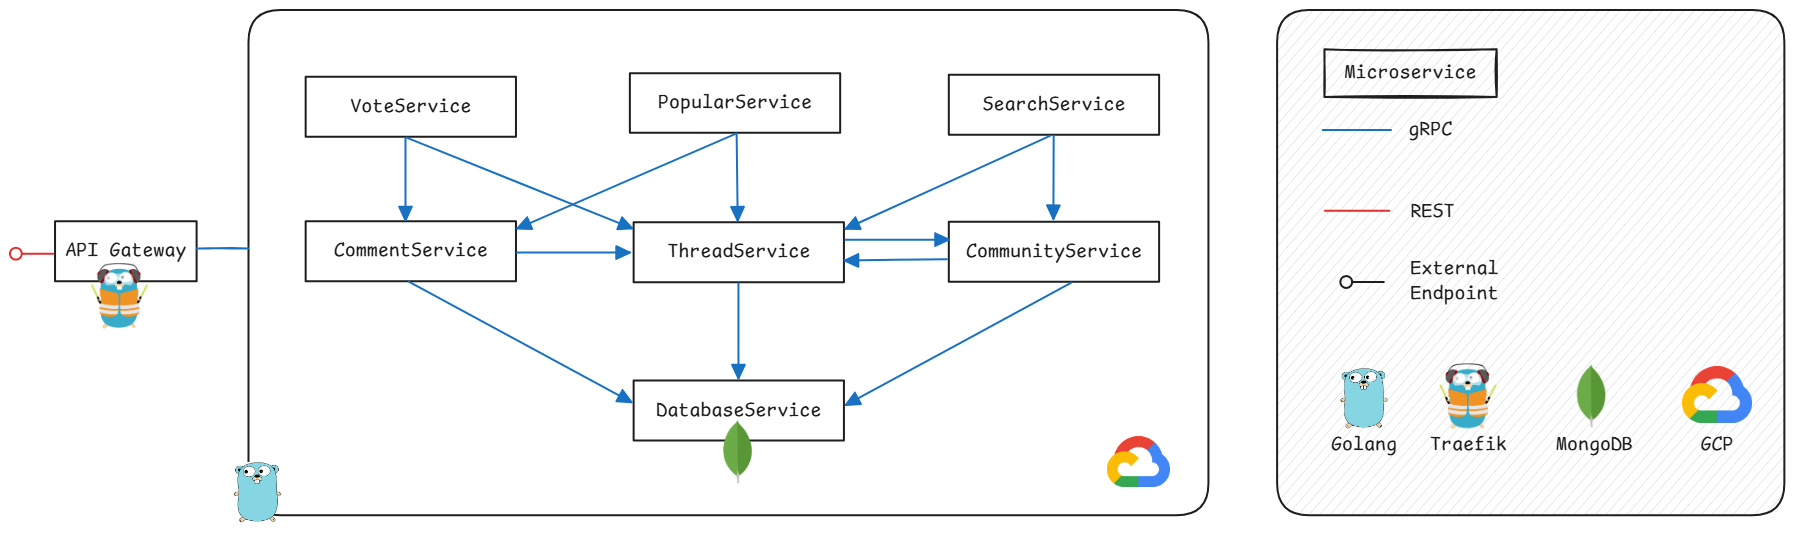 VoteService
PopularService
SearchService
API Gateway
CommentService
ThreadService
CommunityService
DatabaseService
Microservice
gRPC
REST
External
Endpoint
Golang
Traefik
MongoDB
GCP